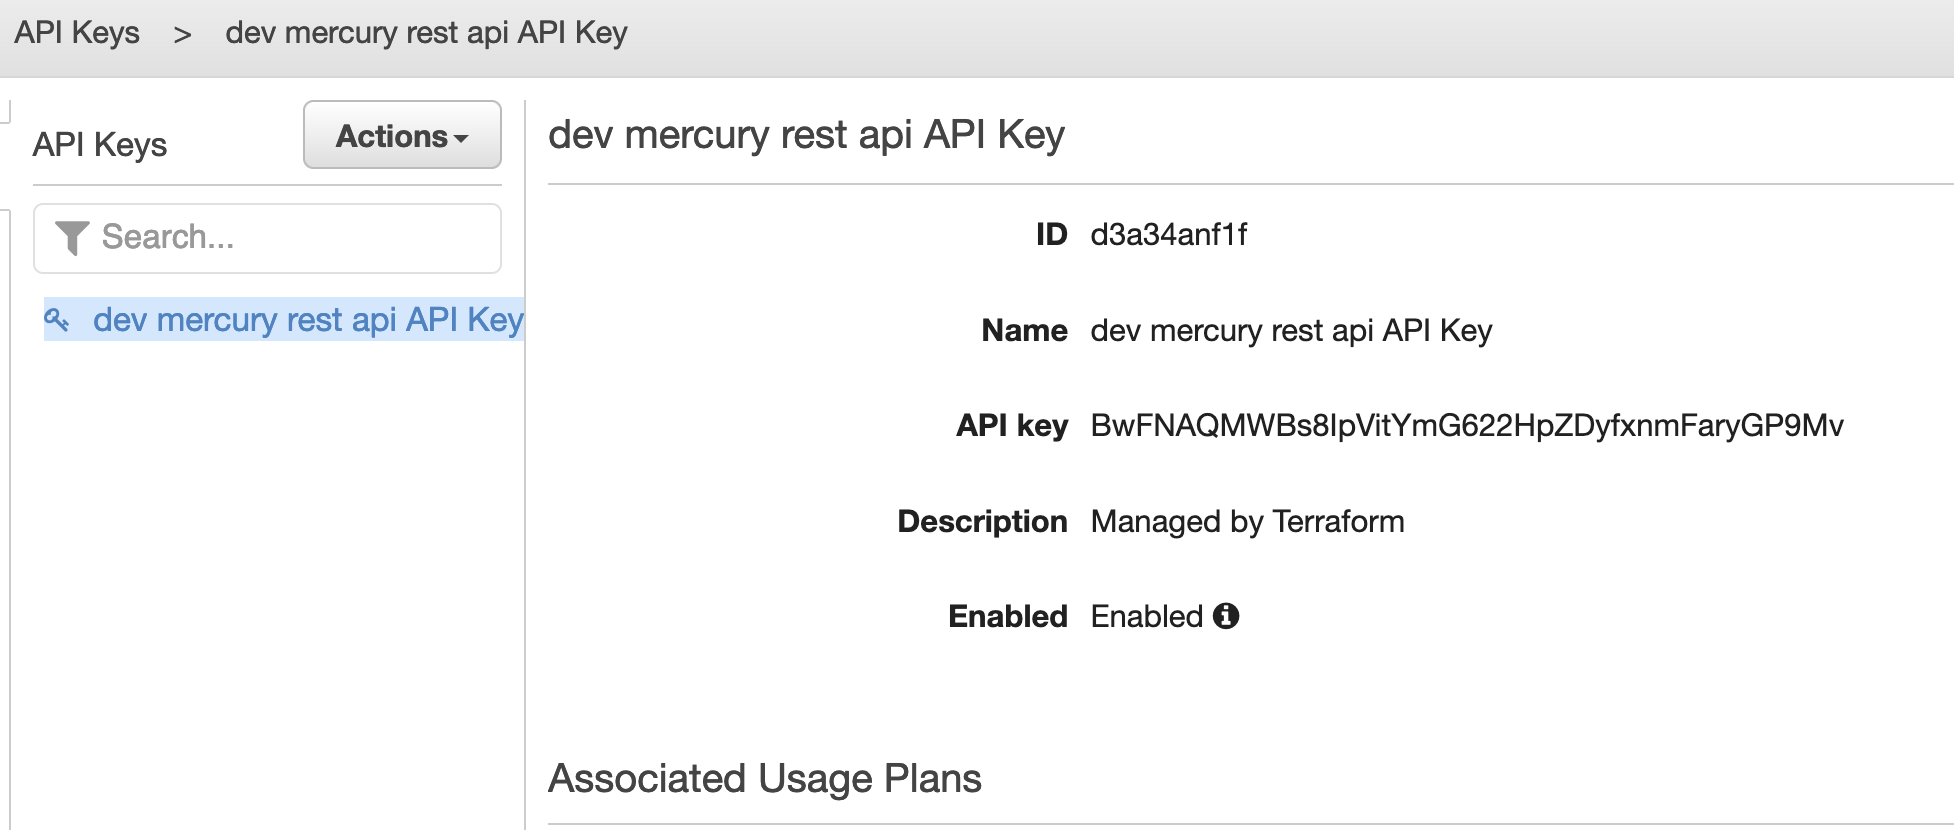 API Keys > dev mercury rest api API Key
API Keys
Actions
Search...
dev mercury rest api API Key
dev mercury rest api API Key
ID d3a34anf1f
Name dev mercury rest api API Key
API key BwFNAQMWBs8IpVitYmG622HpZDyfxnmFaryGP9Mv
Description Managed by Terraform
Enabled Enabled
Associated Usage Plans